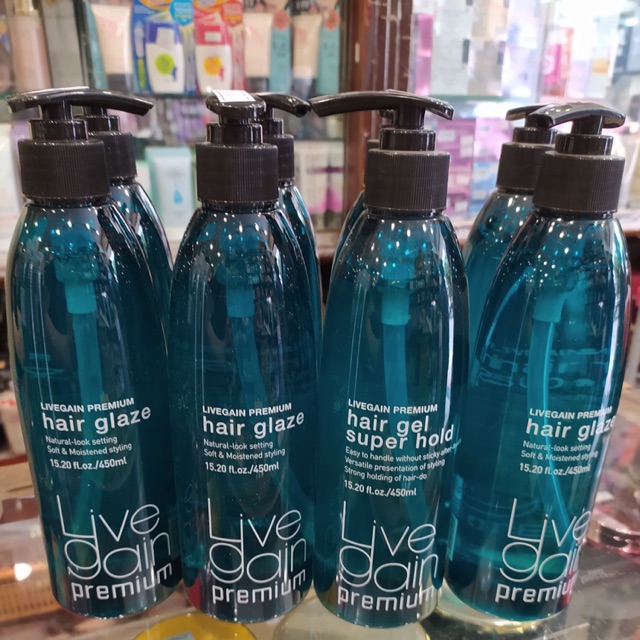 LIVEGAIN PREMIUM
hair glaze
Natural-look setting
Soft & Moistened styling
15.20 fl.oz./450ml
Live
gain
premium
LIVEGAIN PREMIUM
hair glaze
Natural-look setting
Soft & Moistened styling
15.20 fl.oz./450ml
Live
gain
premium
LIVEGAIN PREMIUM
hair gel
super hold
Easy to handle without sticky
Versatile presentation of styling
Strong holding of hair-do
15.20 fl.oz./450ml
Live
gain
premium
LIVEGAIN PREMIUM
hair glaze
Natural-look setting
Soft & Moistened styling
15.20 fl.oz./450ml
Live
gain
premium